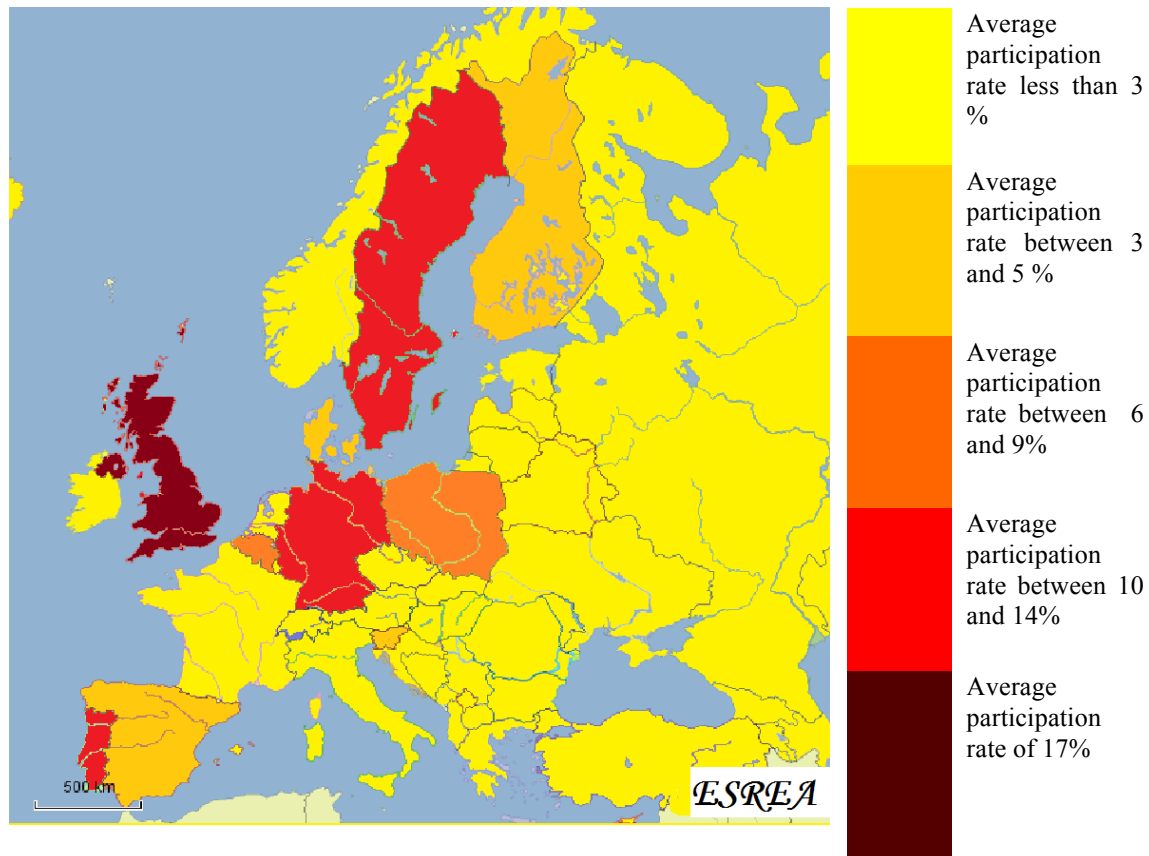 Average
participation
rate less than 3
%
Average
participation
rate between 3
and 5 %
Average
participation
rate between 6
and 9%
Average
participation
rate between 10
and 14%
Average
participation
rate of 17%
500 km
ESREA